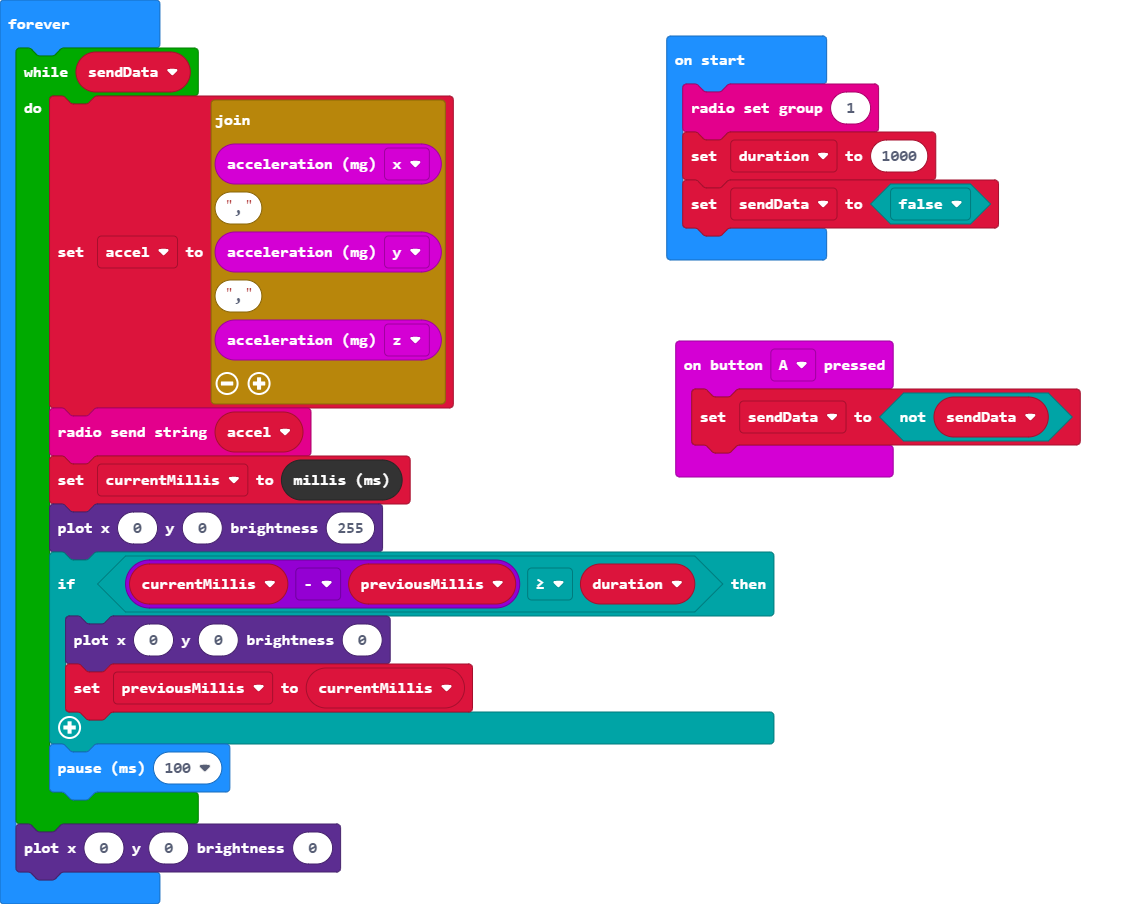 forever
while sendData
do
set accel to
join
acceleration (mg) x
","
acceleration (mg) y
","
acceleration (mg) z
radio send string accel
set currentMillis to millis (ms)
plot x 0 y 0 brightness 255
if currentMillis - previousMillis ≥ duration then
plot x 0 y 0 brightness 0
set previousMillis to currentMillis
pause (ms) 100
plot x 0 y 0 brightness 0
on start
radio set group 1
set duration to 1000
set sendData to false
on button A pressed
set sendData to not sendData